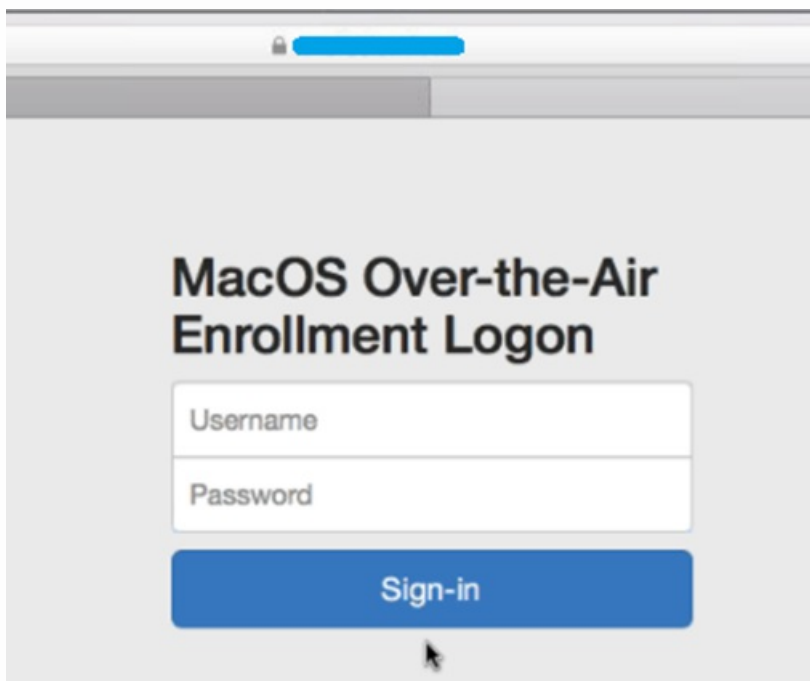 MacOS Over-the-Air
Enrollment Logon
Username
Password
Sign-in